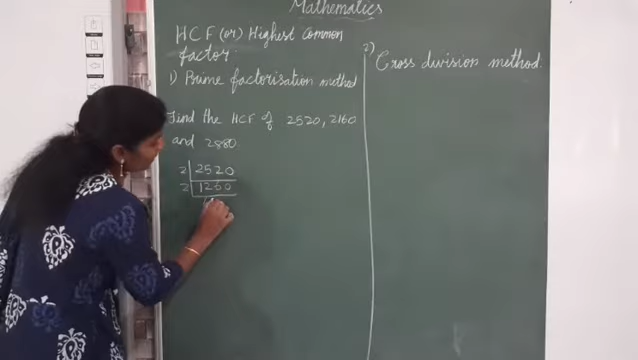 Mathematics
HCF (or) Highest Common
factor.
1) Prime factorisation method
Find the HCF of 2520, 2160
and 2880.
2 | 2520
2 | 1260
2)
Cross division method.